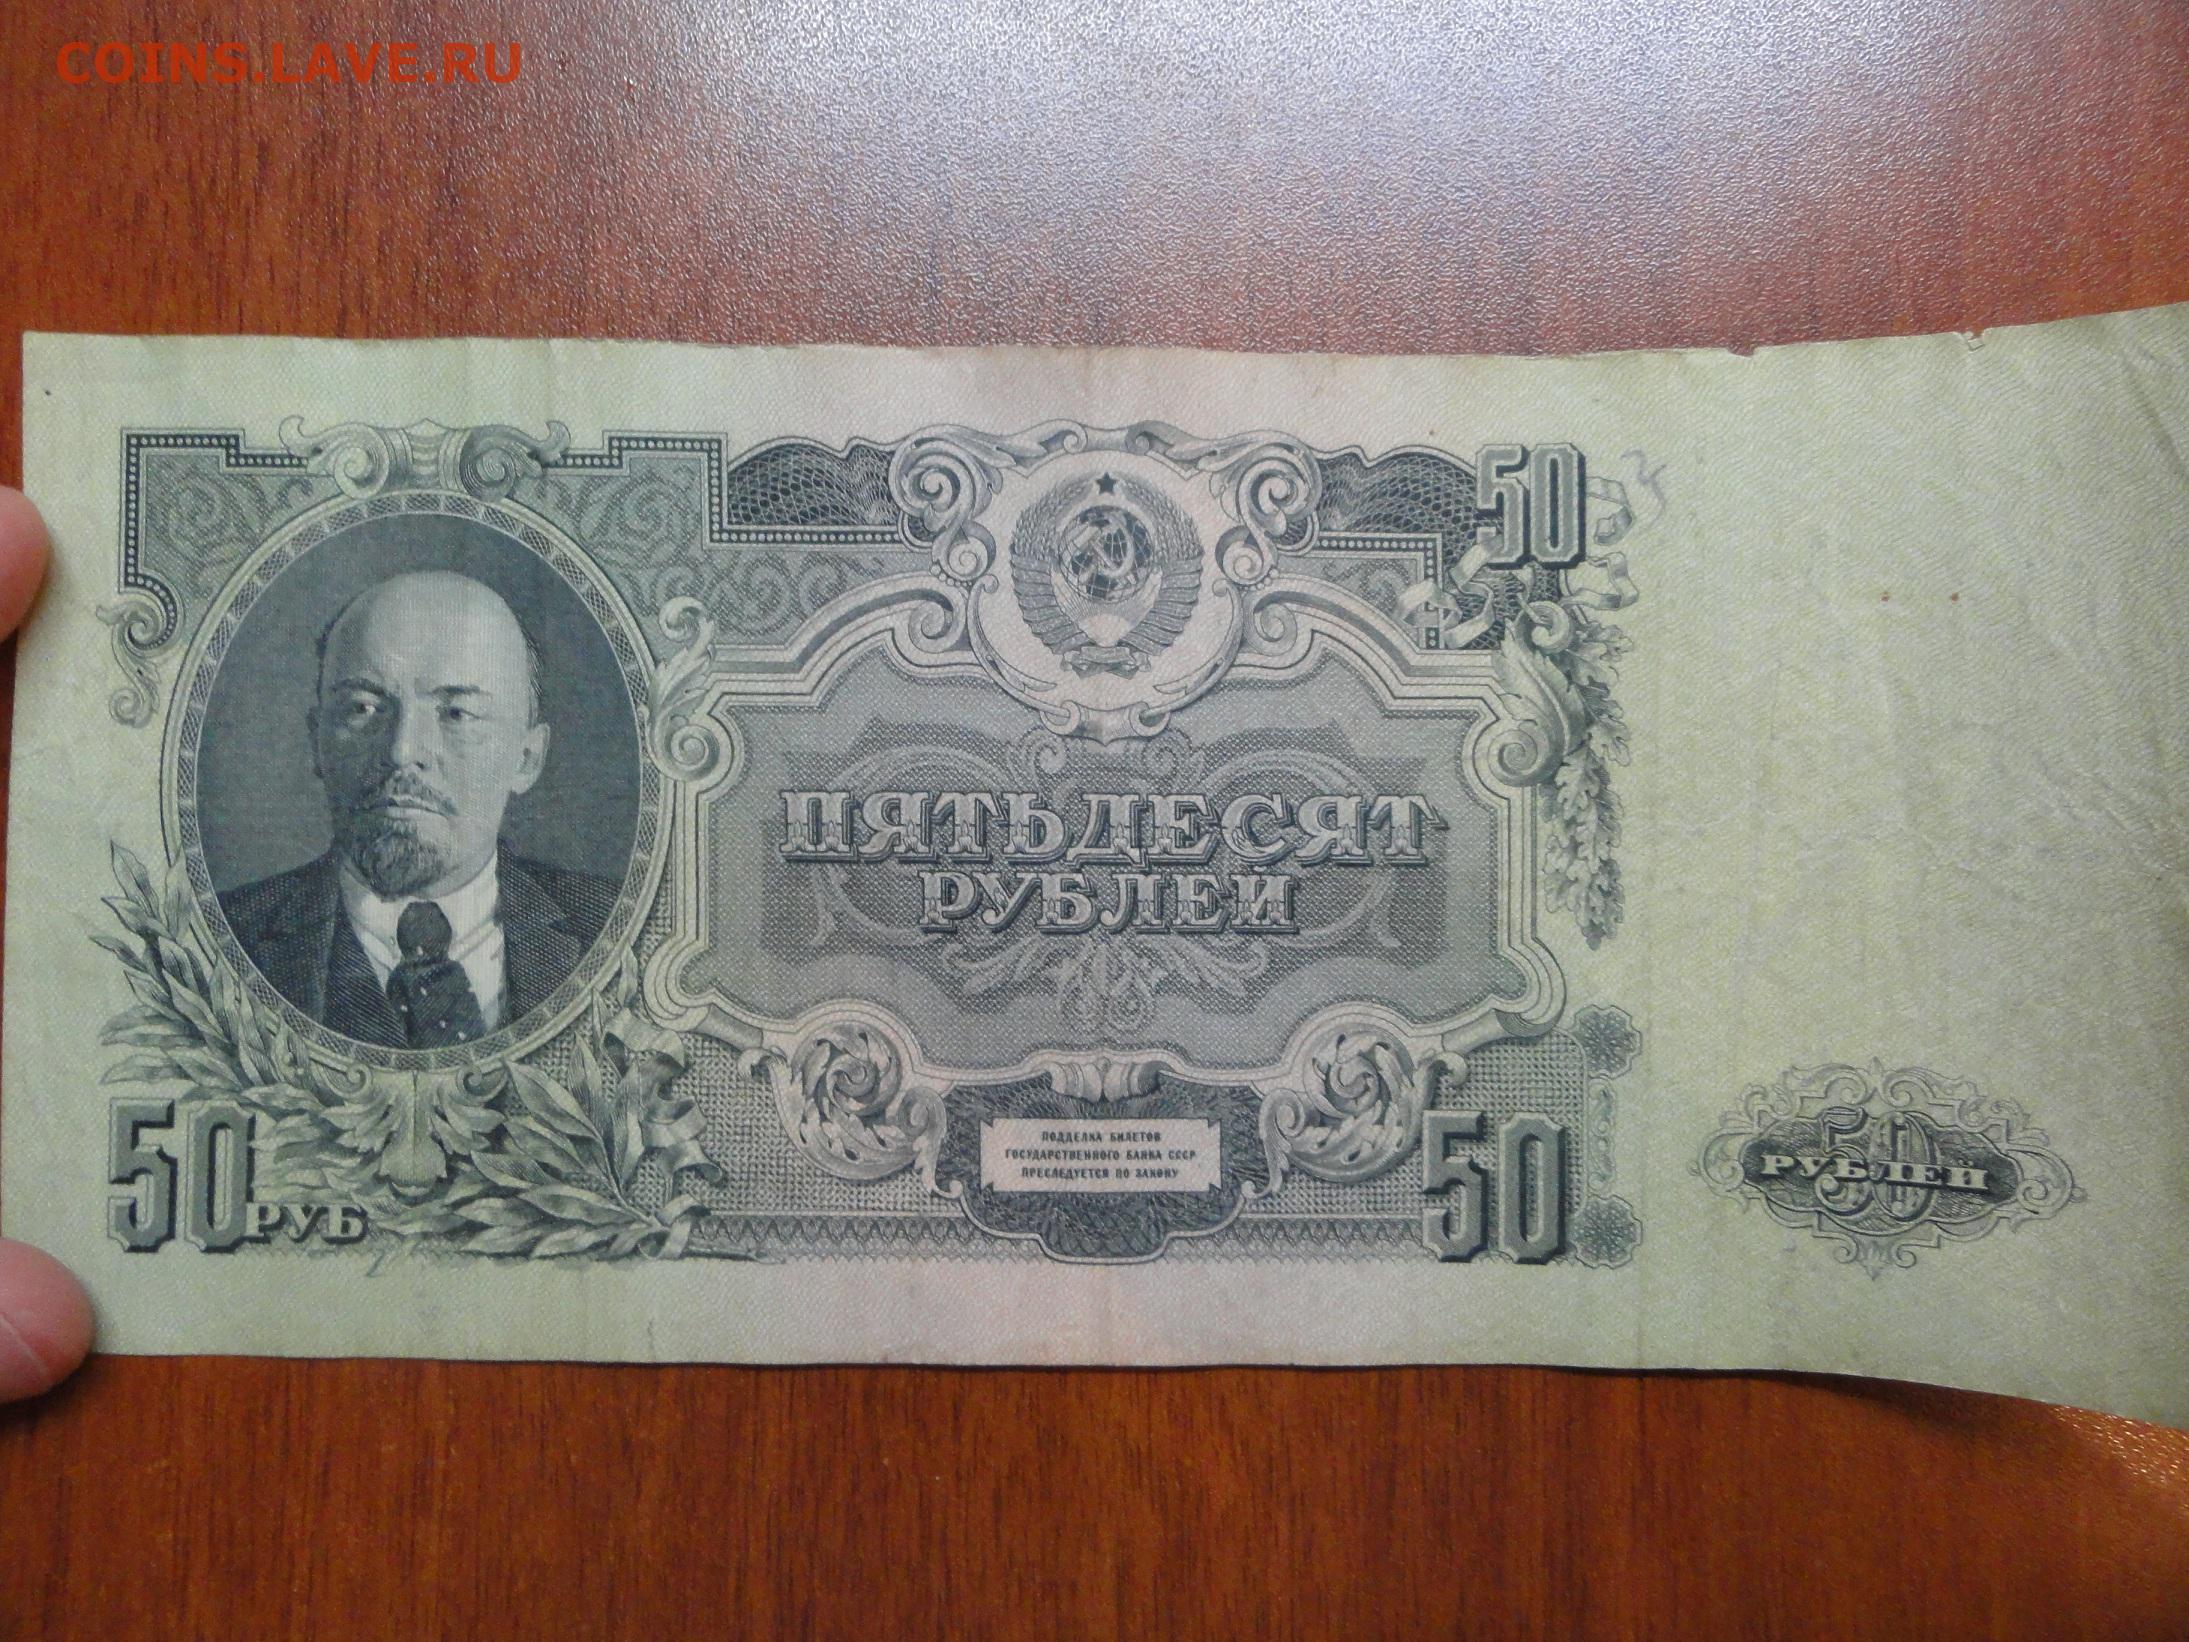 COINS.LAVE.RU
50
ПЯТЬДЕСЯТ
РУБЛЕЙ
50 РУБ
ПОДДЕЛКА БИЛЕТОВ
ГОСУДАРСТВЕННОГО БАНКА СССР
ПРЕСЛЕДУЕТСЯ ПО ЗАКОНУ
50
50
РУБЛЕЙ